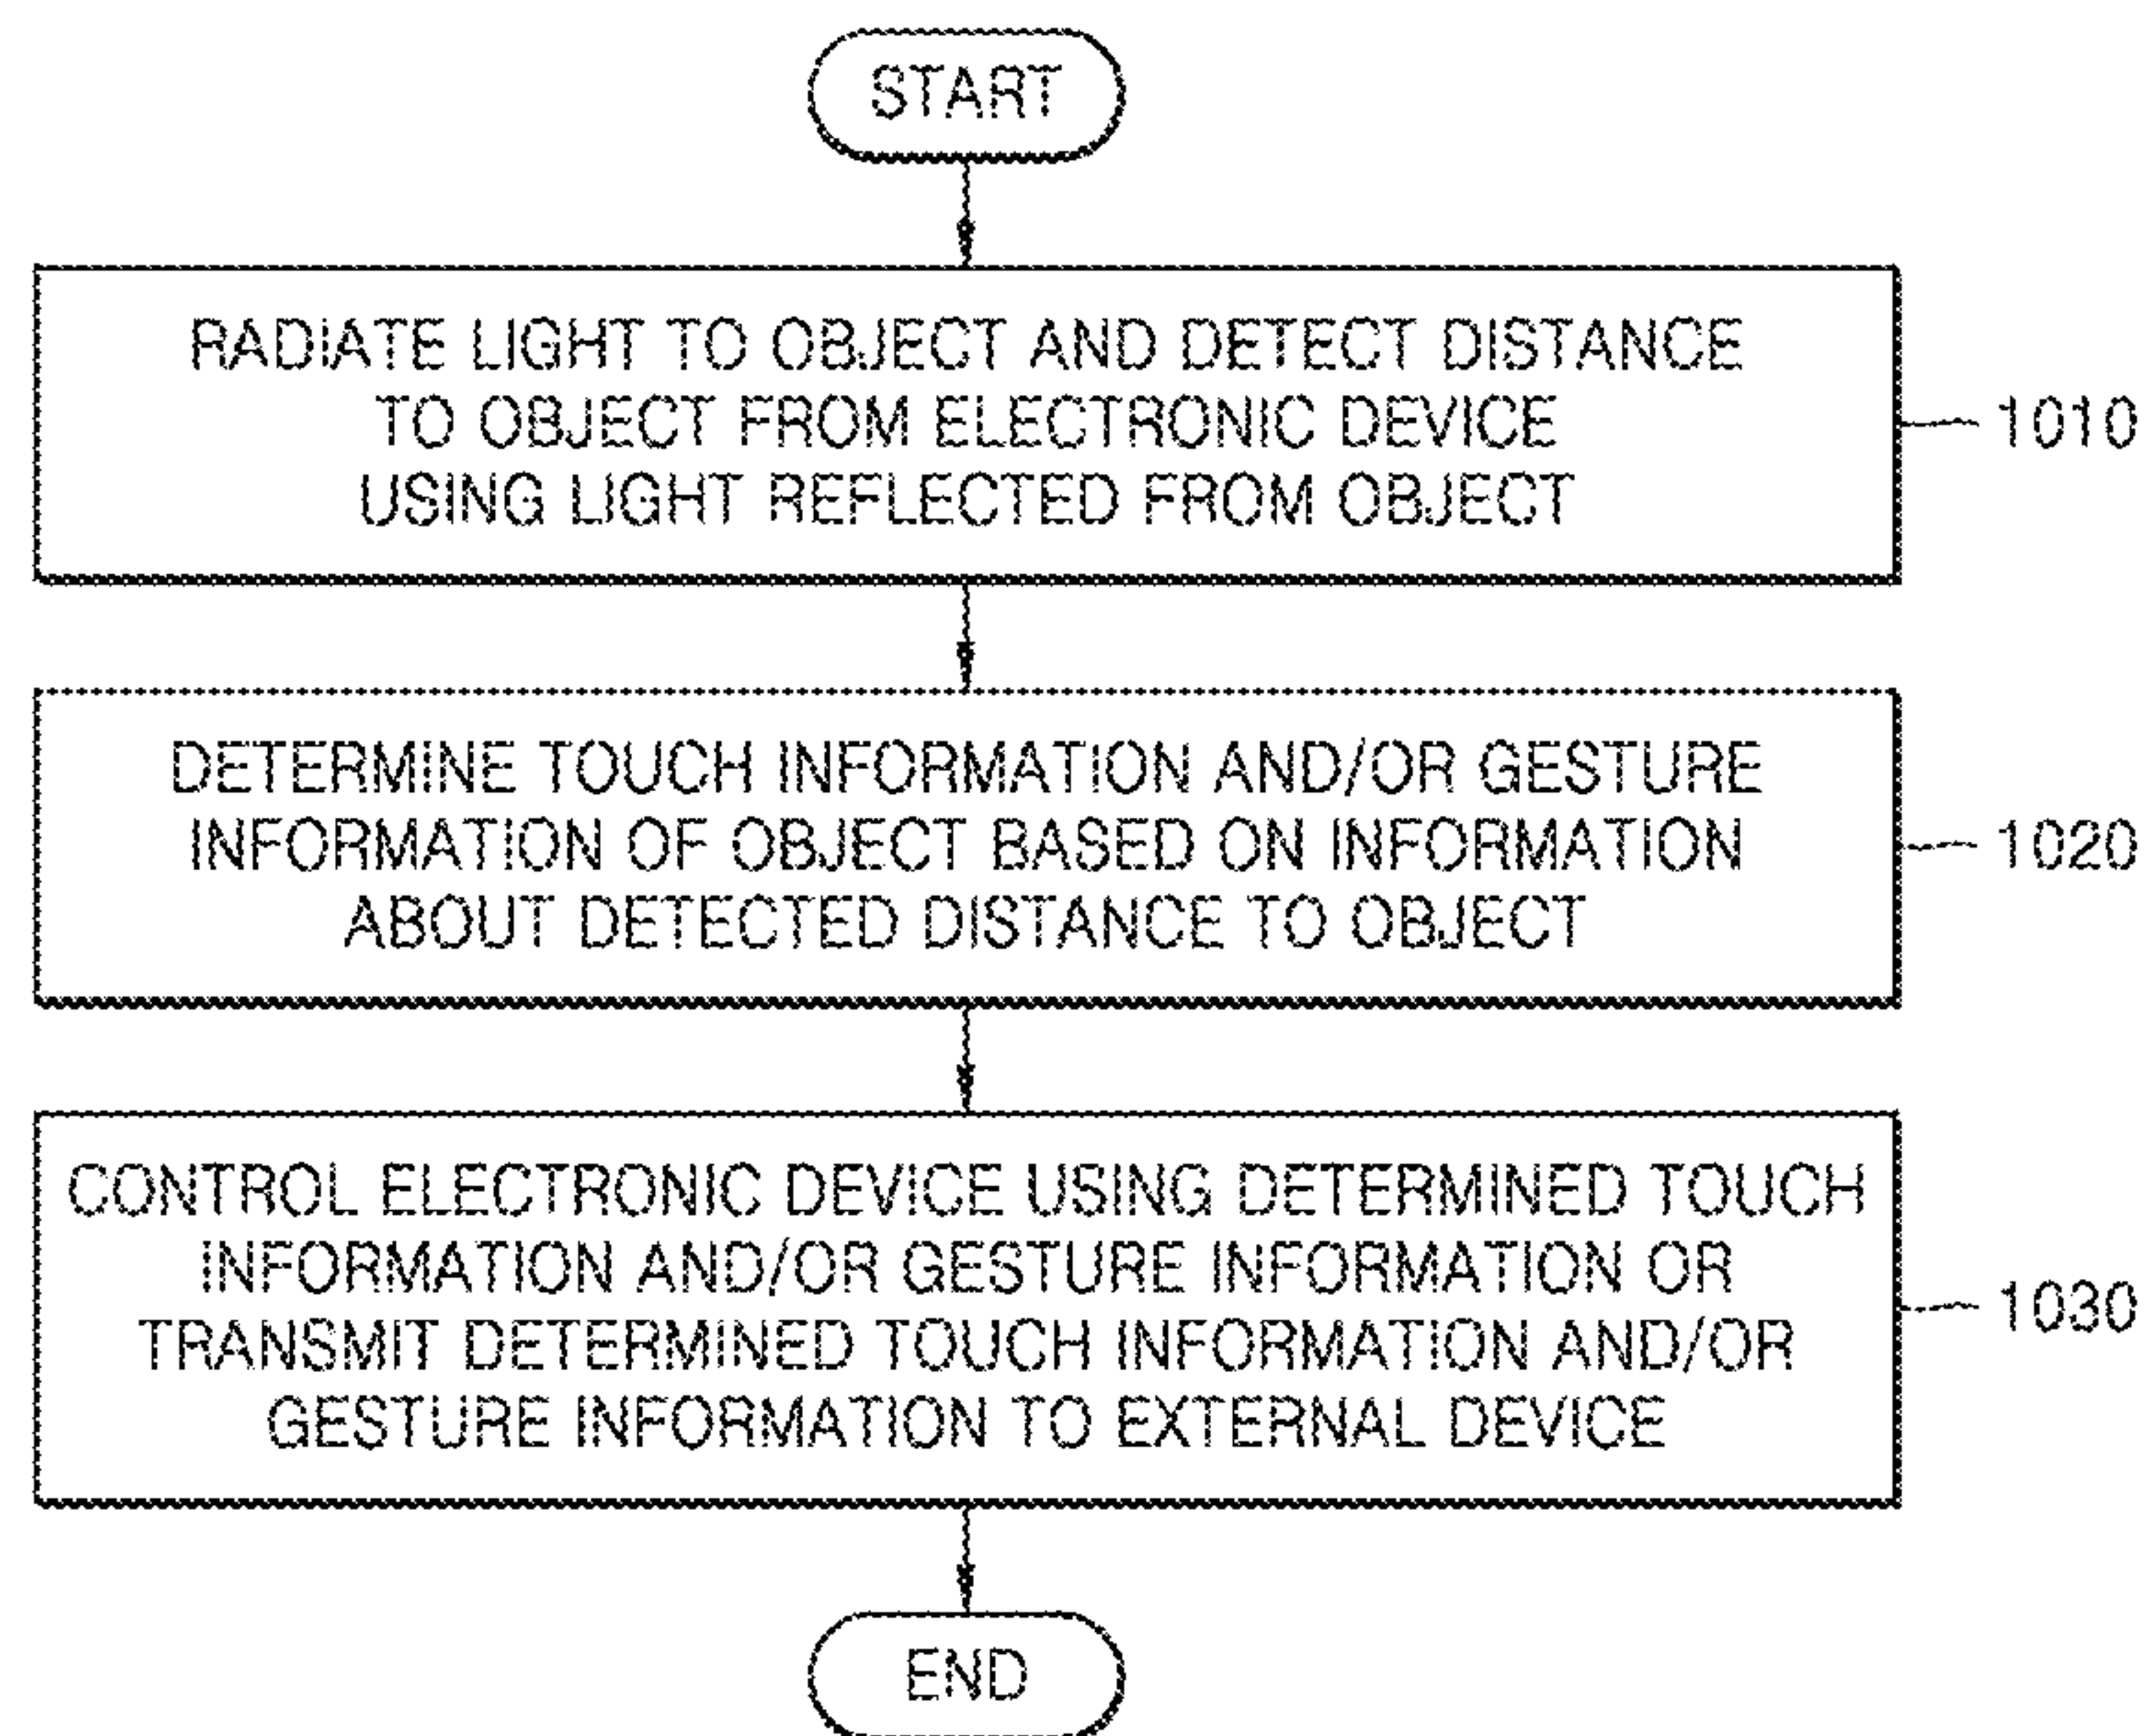 START
RADIATE LIGHT TO OBJECT AND DETECT DISTANCE
TO OBJECT FROM ELECTRONIC DEVICE
USING LIGHT REFLECTED FROM OBJECT
1010
DETERMINE TOUCH INFORMATION AND/OR GESTURE
INFORMATION OF OBJECT BASED ON INFORMATION
ABOUT DETECTED DISTANCE TO OBJECT
1020
CONTROL ELECTRONIC DEVICE USING DETERMINED TOUCH
INFORMATION AND/OR GESTURE INFORMATION OR
TRANSMIT DETERMINED TOUCH INFORMATION AND/OR
GESTURE INFORMATION TO EXTERNAL DEVICE
1030
END